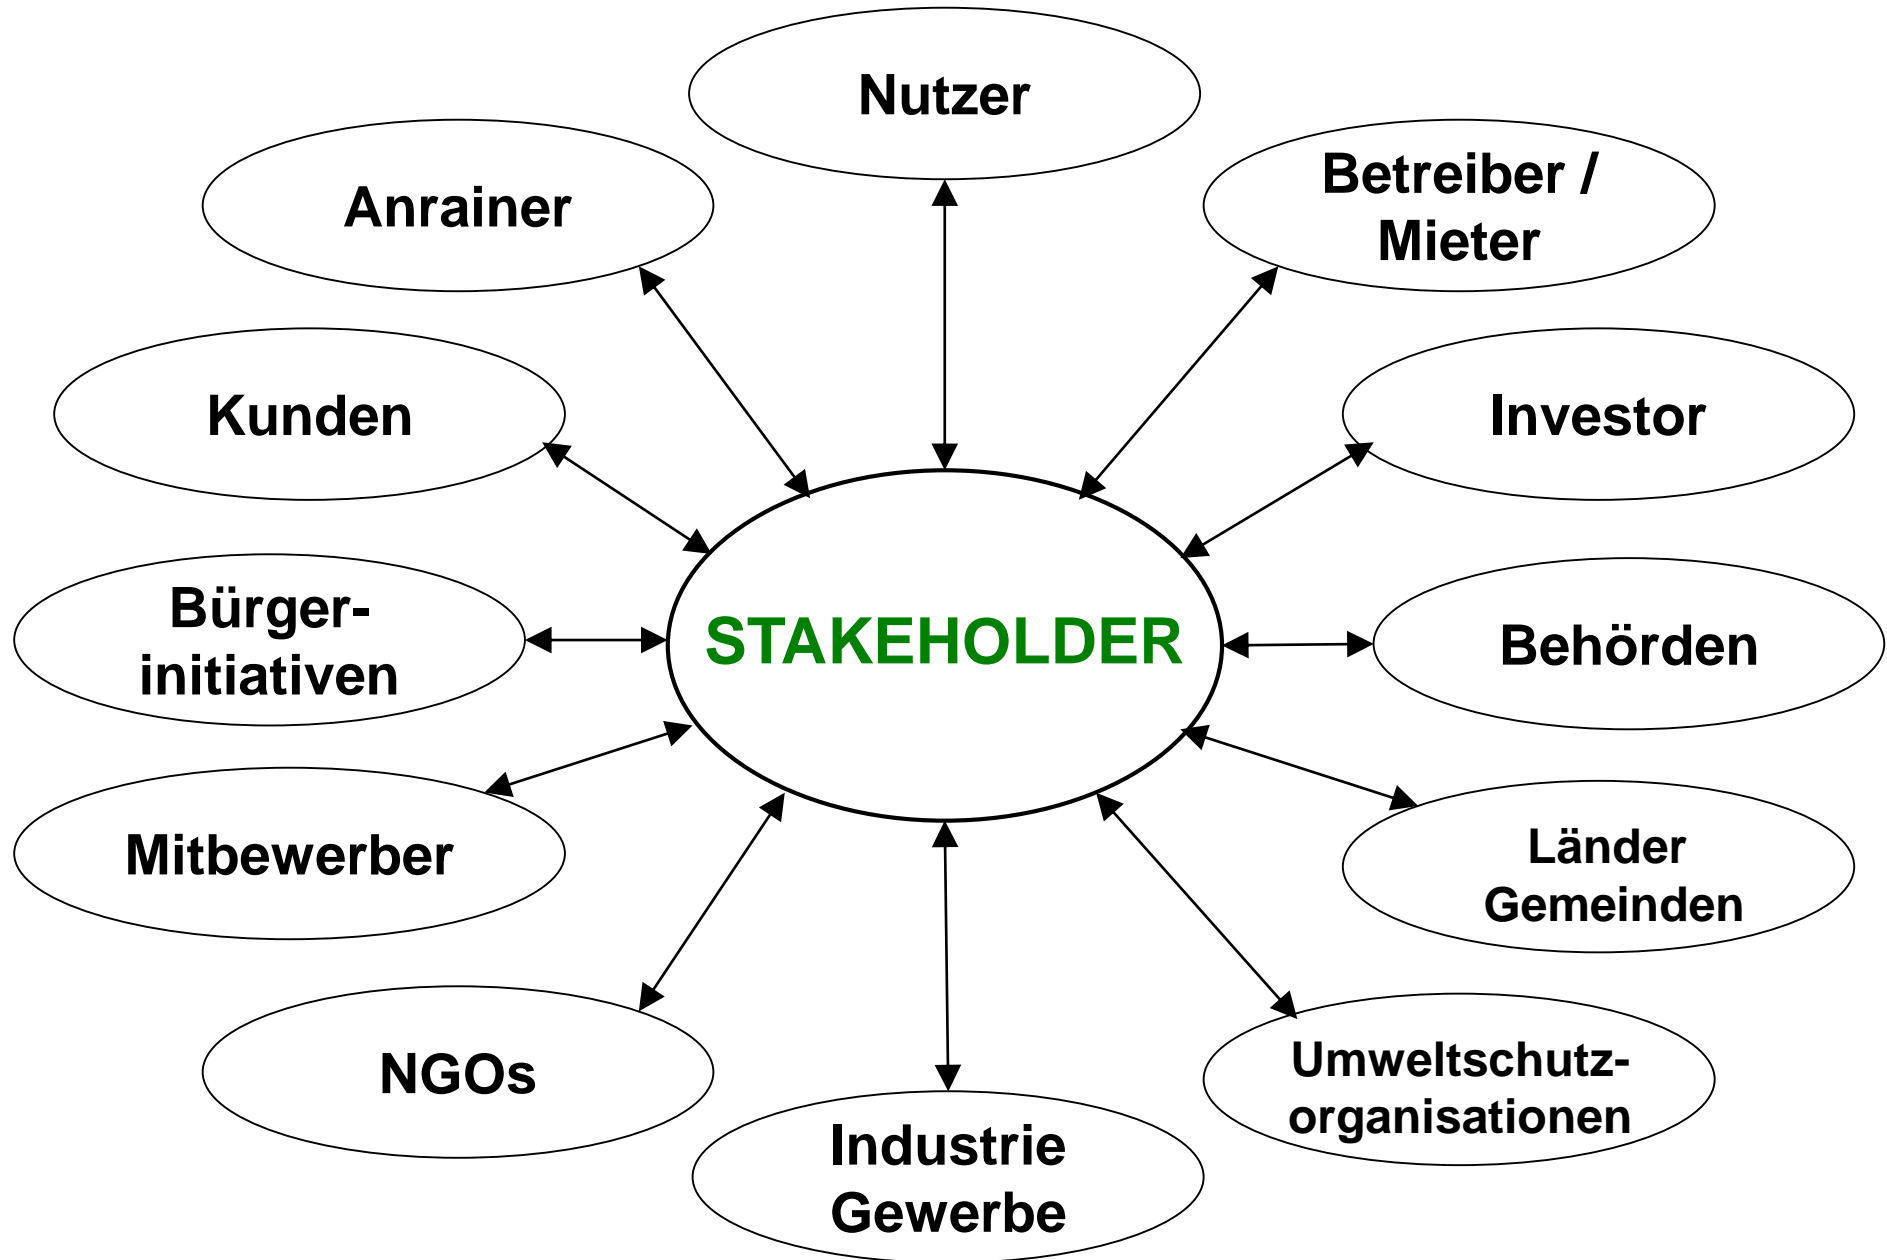 Nutzer
Betreiber /
Mieter
Anrainer
Kunden
Investor
Bürger-
initiativen
STAKEHOLDER
Behörden
Mitbewerber
Länder
Gemeinden
NGOs
Umweltschutz-
organisationen
Industrie
Gewerbe